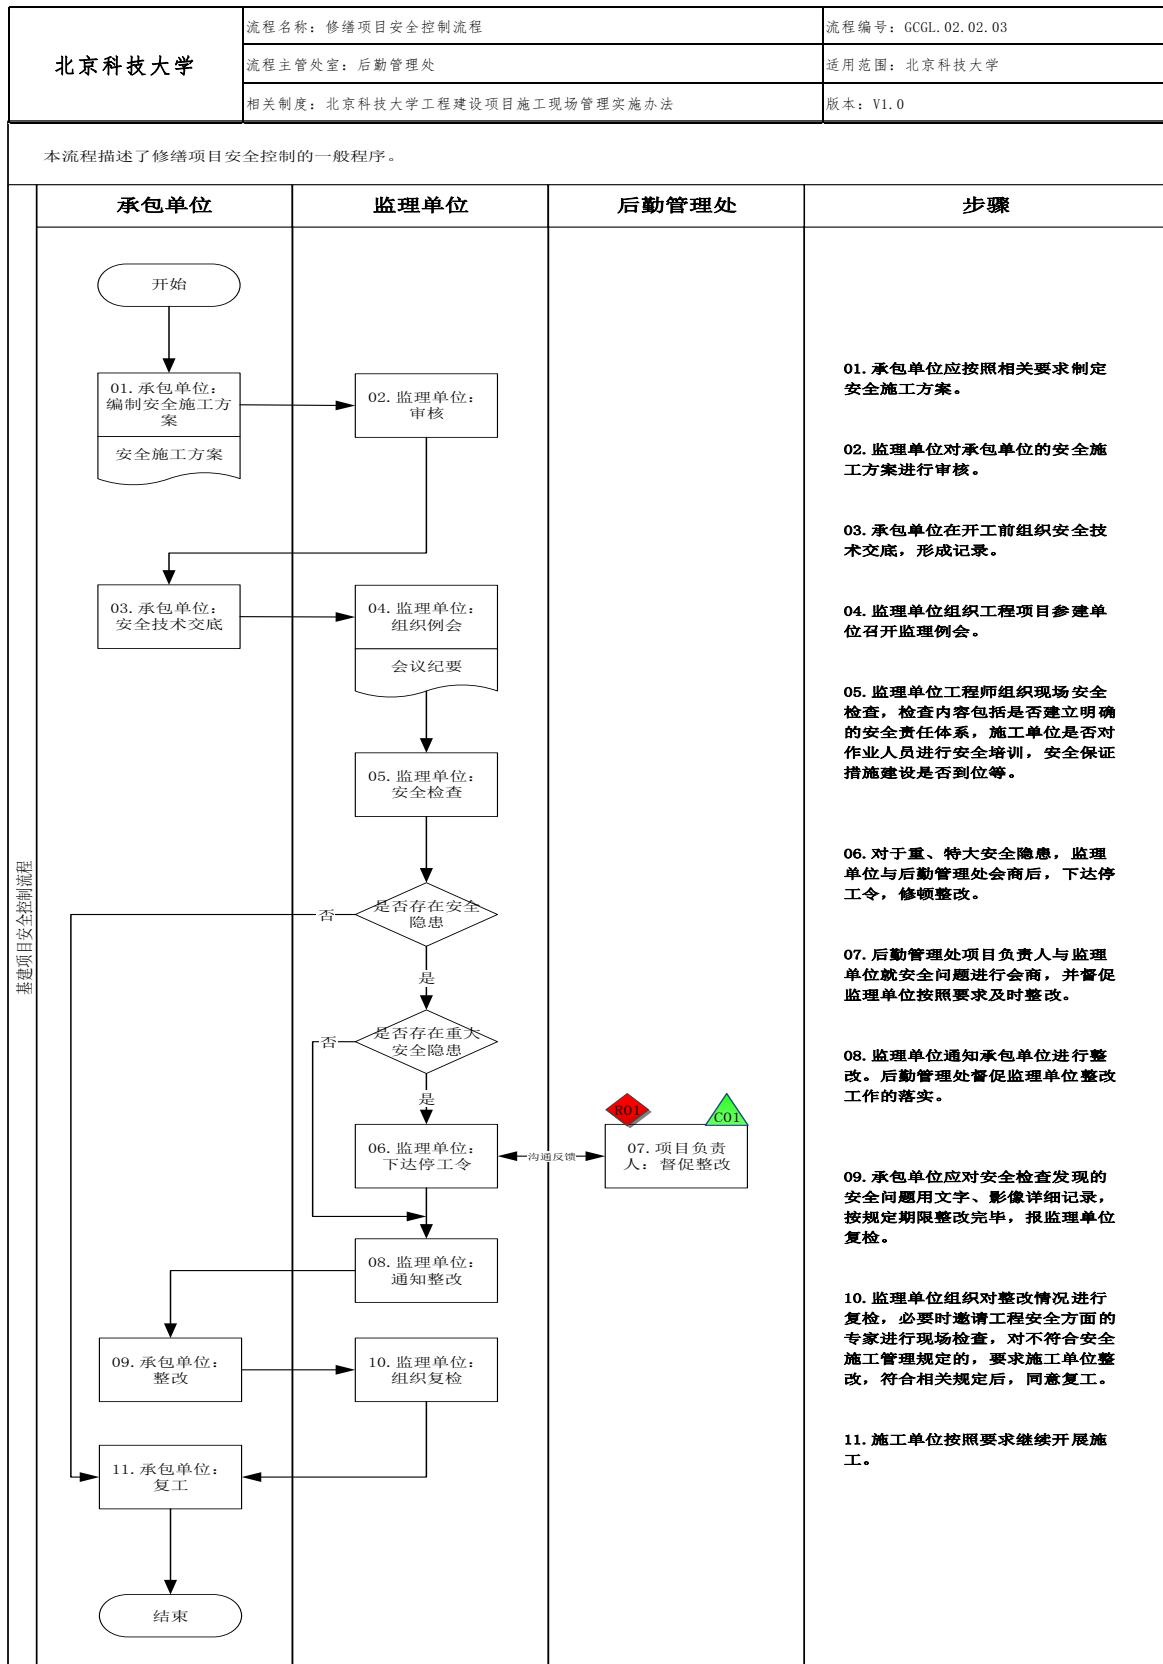 北京科技大学
流程名称：修缮项目安全控制流程
流程编号：GCGL.02.02.03
流程主管处室：后勤管理处
适用范围：北京科技大学
相关制度：北京科技大学工程建设项目施工现场管理实施办法
版本：V1.0
本流程描述了修缮项目安全控制的一般程序。
承包单位
监理单位
后勤管理处
步骤
基建项目安全控制流程
开始
01.承包单位：
编制安全施工方
案
安全施工方案
02.监理单位：
审核
03.承包单位：
安全技术交底
04.监理单位：
组织例会
会议纪要
05.监理单位：
安全检查
是否存在安全
隐患
否
是
是否存在重大
安全隐患
否
是
06.监理单位：
下达停工令
沟通反馈
R01
C01
07.项目负责
人：督促整改
08.监理单位：
通知整改
09.承包单位：
整改
10.监理单位：
组织复检
11.承包单位：
复工
结束
01.承包单位应按照相关要求制定
安全施工方案。
02.监理单位对承包单位的安全施
工方案进行审核。
03.承包单位在开工前组织安全技
术交底，形成记录。
04.监理单位组织工程项目参建单
位召开监理例会。
05.监理单位工程师组织现场安全
检查，检查内容包括是否建立明确
的安全责任体系，施工单位是否对
作业人员进行安全培训，安全保证
措施建设是否到位等。
06.对于重、特大安全隐患，监理
单位与后勤管理处会商后，下达停
工令，修顿整改。
07.后勤管理处项目负责人与监理
单位就安全问题进行会商，并督促
监理单位按照要求及时整改。
08.监理单位通知承包单位进行整
改。后勤管理处督促监理单位整改
工作的落实。
09.承包单位应对安全检查发现的
安全问题用文字、影像详细记录，
按规定期限整改完毕，报监理单位
复检。
10.监理单位组织对整改情况进行
复检，必要时邀请工程安全方面的
专家进行现场检查，对不符合安全
施工管理规定的，要求施工单位整
改，符合相关规定后，同意复工。
11.施工单位按照要求继续开展施
工。